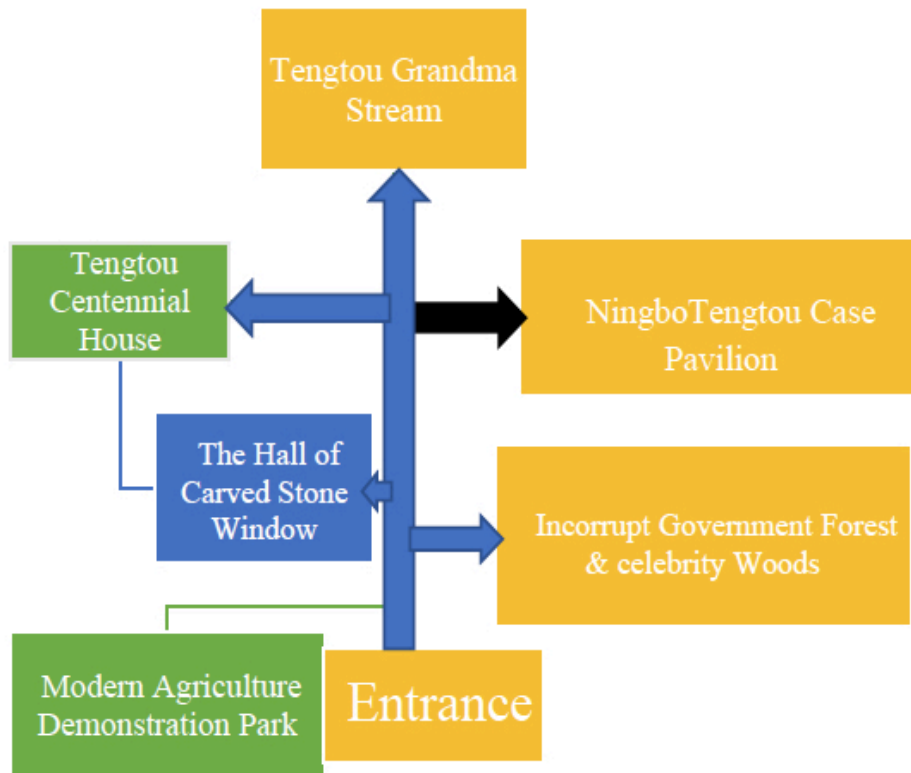 Tengtou Grandma
Stream
Tengtou
Centennial
House
NingboTengtou Case
Pavilion
The Hall of
Carved Stone
Window
Incorrupt Government Forest
& celebrity Woods
Modern Agriculture
Demonstration Park
Entrance